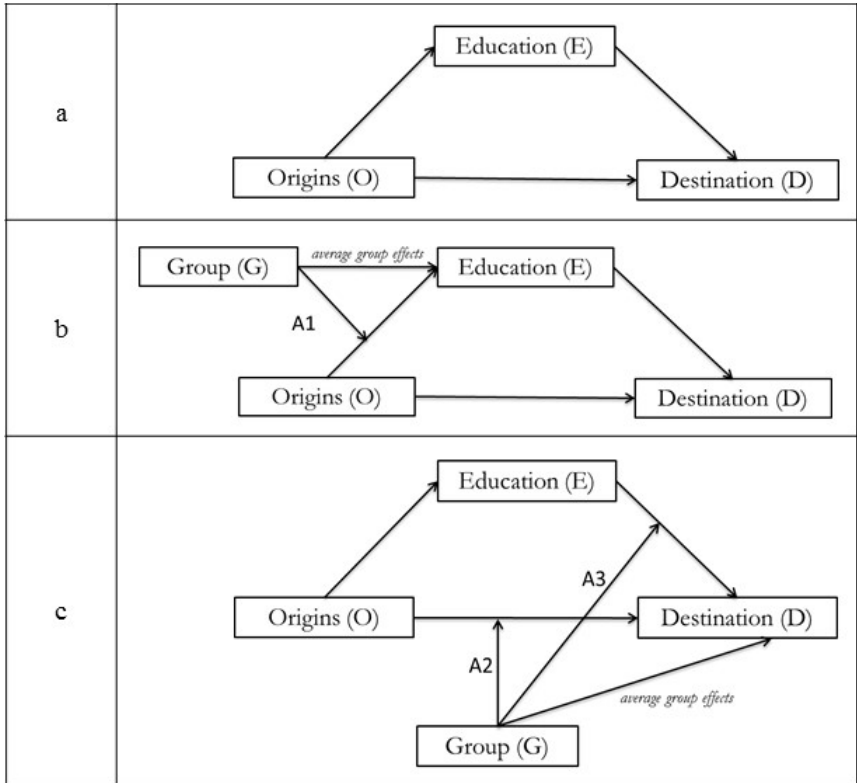 a
Education (E)
Origins (O)
Destination (D)
b
Group (G)
average group effects
Education (E)
A1
Origins (O)
Destination (D)
c
Education (E)
A3
Origins (O)
Destination (D)
A2
average group effects
Group (G)